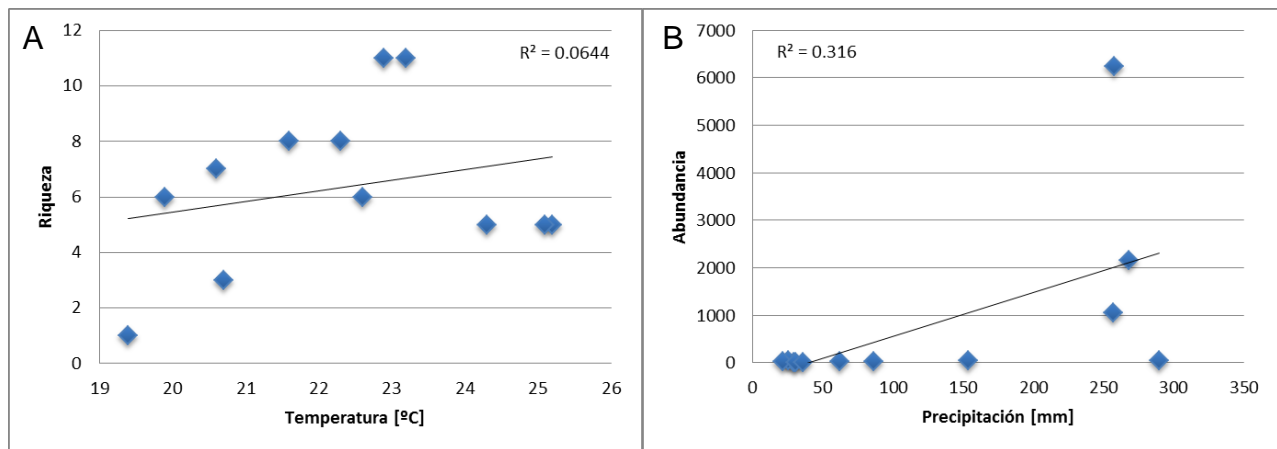 A
R² = 0.0644
Riqueza
12
10
8
6
4
2
0
19 20 21 22 23 24 25 26
Temperatura [ºC]
B
R² = 0.316
Abundancia
7000
6000
5000
4000
3000
2000
1000
0
0 50 100 150 200 250 300 350
Precipitación [mm]